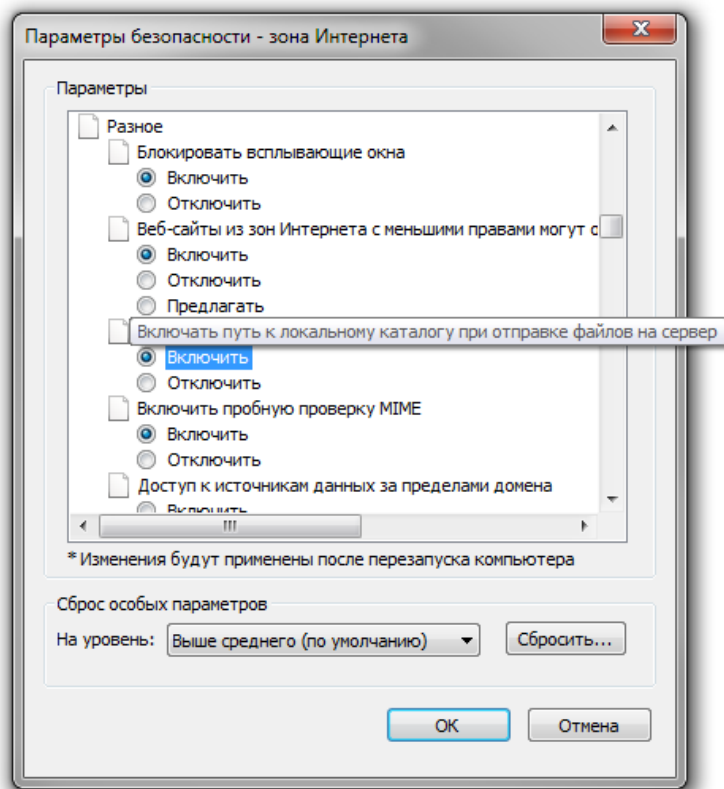 Параметры безопасности - зона Интернета
Параметры
Разное
Блокировать всплывающие окна
Включить
Отключить
Веб-сайты из зон Интернета с меньшими правами могут о
Включить
Отключить
Предлагать
Включать путь к локальному каталогу при отправке файлов на сервер
Включить
Отключить
Включить пробную проверку MIME
Включить
Отключить
Доступ к источникам данных за пределами домена
Включить
* Изменения будут применены после перезапуска компьютера
Сброс особых параметров
На уровень: Выше среднего (по умолчанию) Сбросить...
ОК Отмена